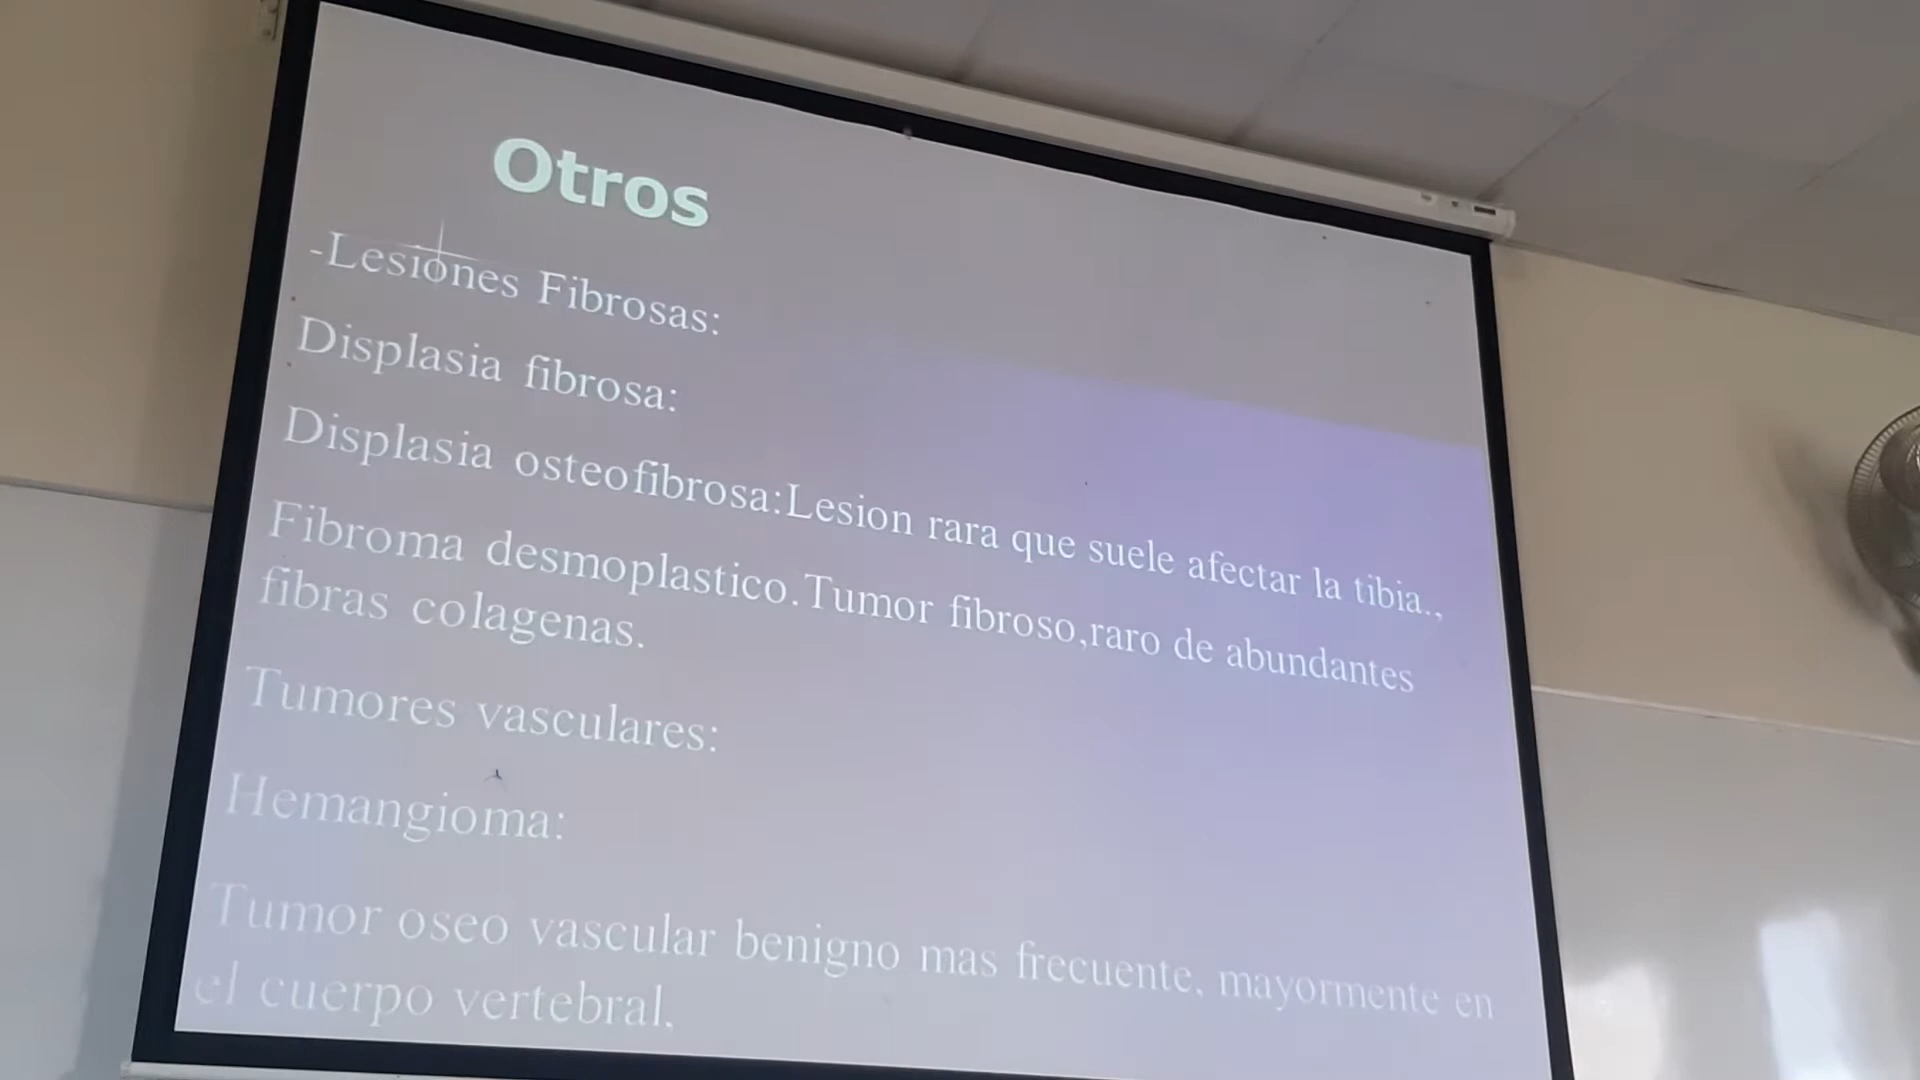 Otros
-Lesiones Fibrosas:
Displasia fibrosa:
Displasia osteofibrosa:Lesion rara que suele afectar la tibia.,
Fibroma desmoplastico.Tumor fibroso,raro de abundantes
fibras colagenas.
Tumores vasculares:
Hemangioma:
Tumor oseo vascular benigno mas frecuente, mayormente en
el cuerpo vertebral.